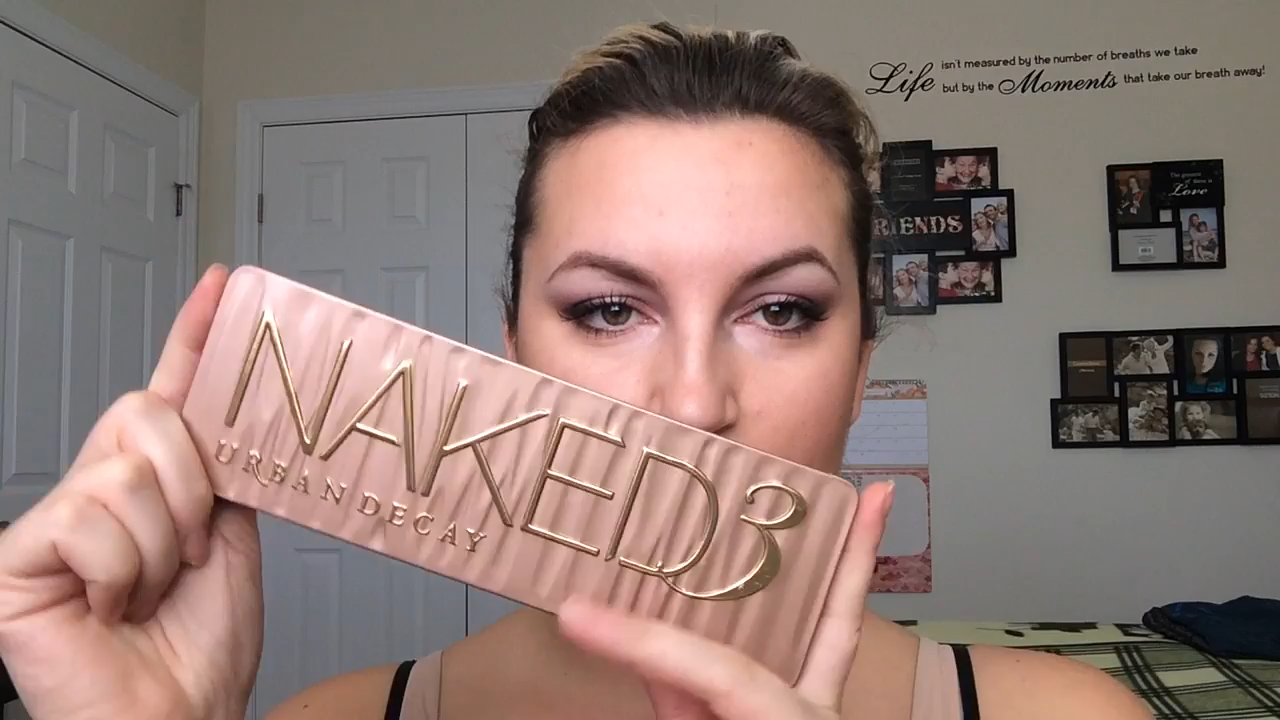 Life isn't measured by the number of breaths we take
but by the Moments that take our breath away!
RIENDS
Love
NAKED3
URBAN DECAY